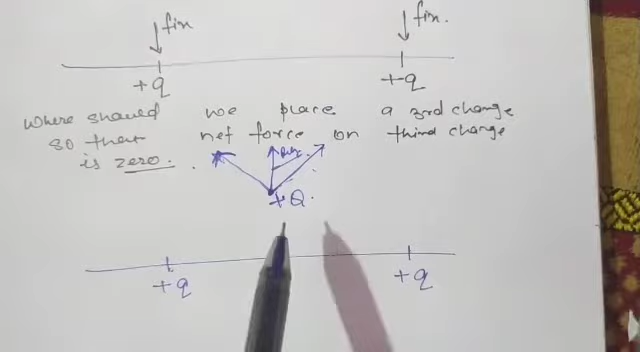 fix
fix.
+q
+q
where should we place a 3rd charge
so that net force on third charge
is zero.
+Q.
+q
+q